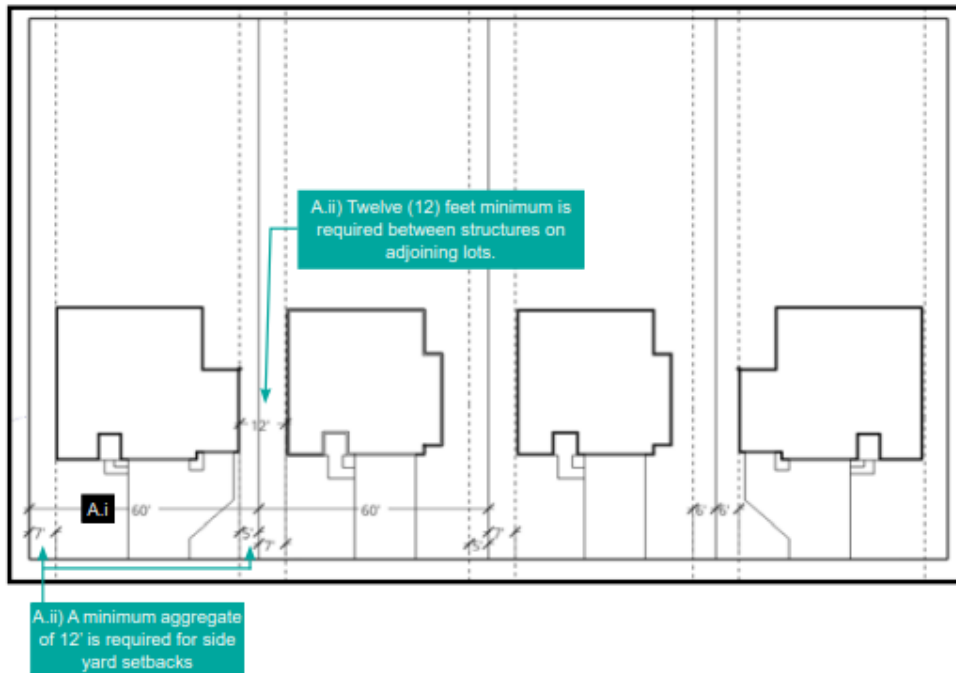 A.ii) Twelve (12) feet minimum is
required between structures on
adjoining lots.
12'
A.i
60'
60'
7'
5'
7'
5'
7'
6'
6'
A.ii) A minimum aggregate
of 12' is required for side
yard setbacks